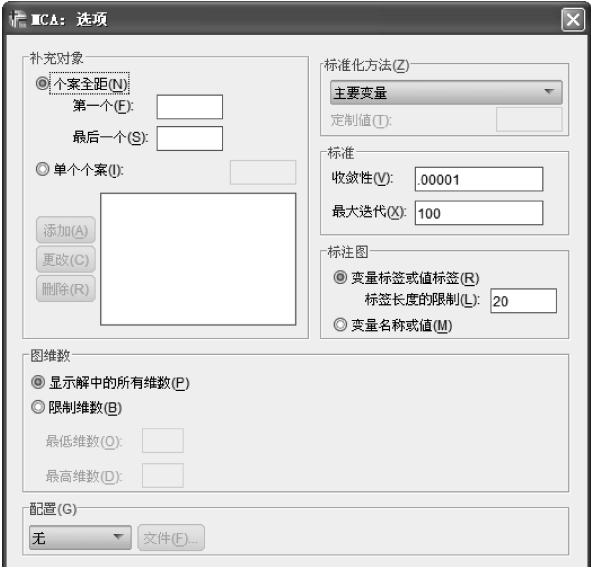 MCA：选项
补充对象
个案全距(N)
第一个(F):
最后一个(S):
单个个案(I):
添加(A)
更改(C)
删除(R)
标准化方法(Z)
主要变量
定制值(T):
标准
收敛性(V): .00001
最大迭代(X): 100
标注图
变量标签或值标签(R)
标签长度的限制(L): 20
变量名称或值(M)
图维数
显示解中的所有维数(P)
限制维数(B)
最低维数(O):
最高维数(D):
配置(G)
无 文件(F)...